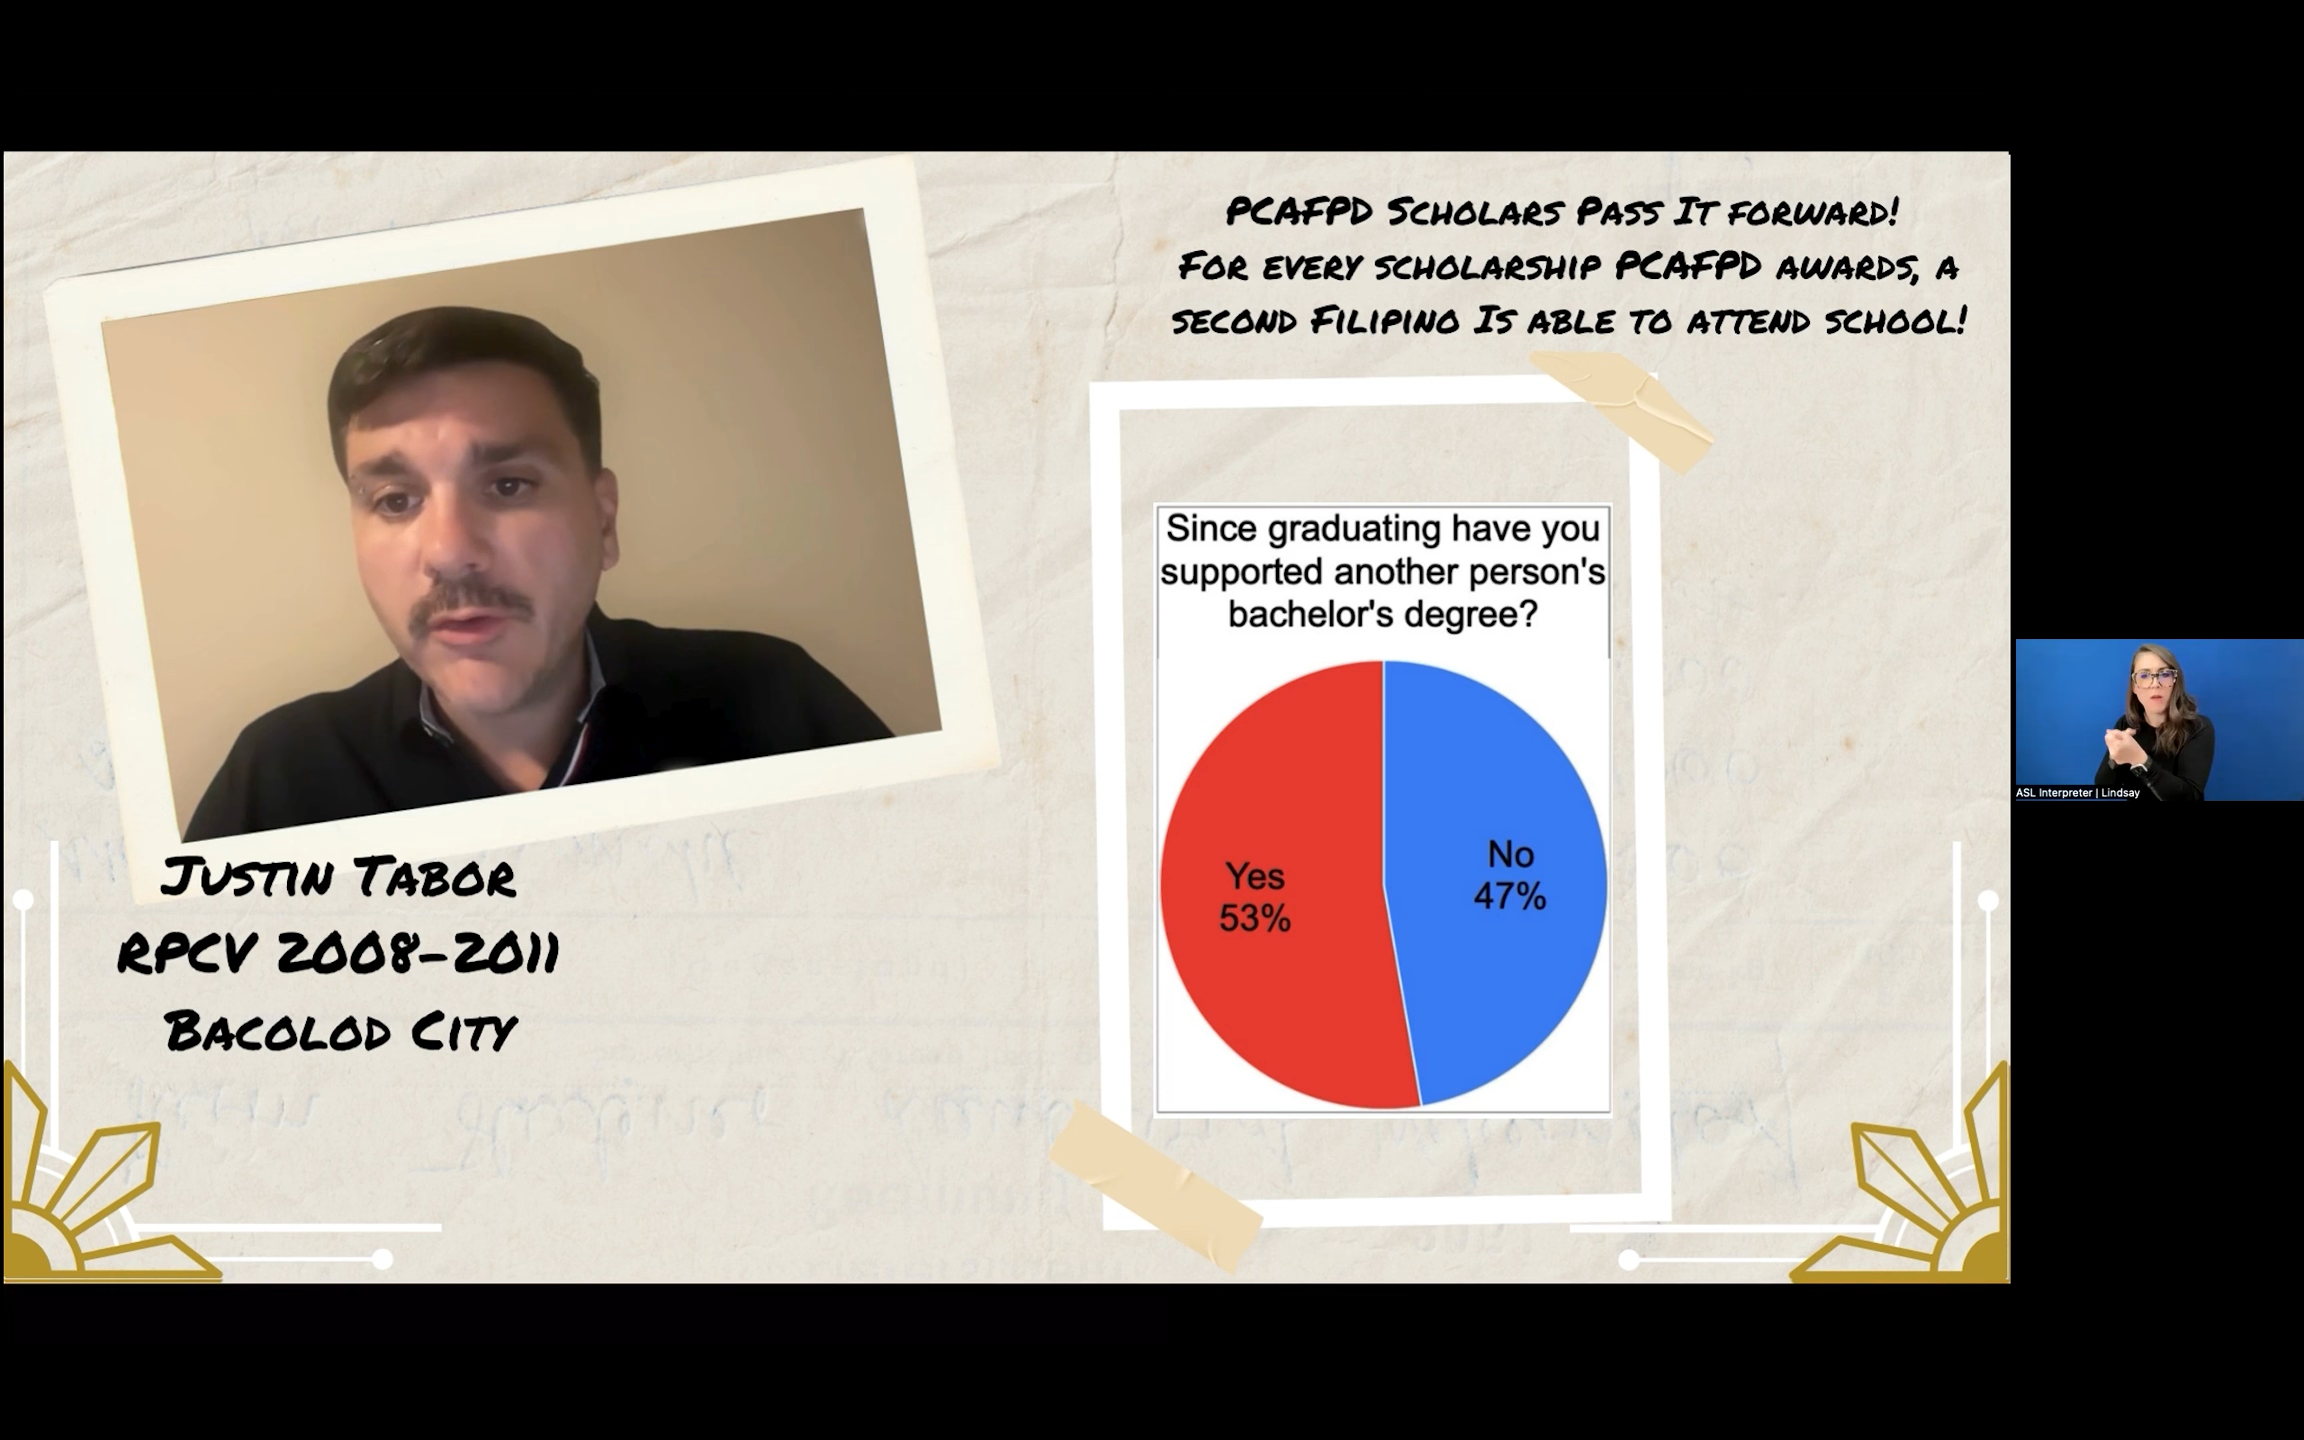 PCAFPD Scholars Pass It forward!
For every scholarship PCAFPD awards, a
second Filipino Is able to attend school!
Since graduating have you
supported another person's
bachelor's degree?
Yes
53%
No
47%
Justin Tabor
RPCV 2008-2011
Bacolod City
ASL Interpreter | Lindsay